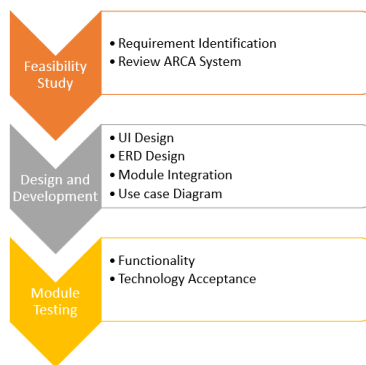 Feasibility
Study
• Requirement Identification
• Review ARCA System
Design and
Development
• UI Design
• ERD Design
• Module Integration
• Use case Diagram
Module
Testing
• Functionality
• Technology Acceptance